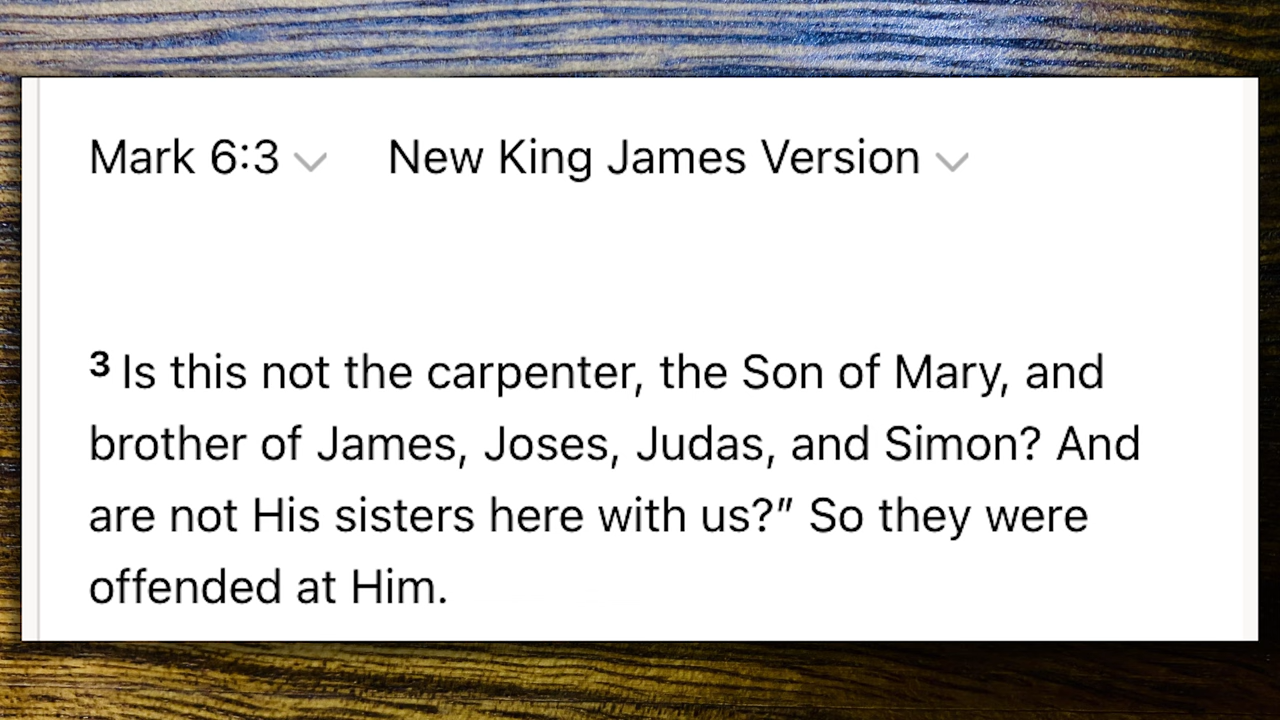 Mark 6:3 New King James Version
3 Is this not the carpenter, the Son of Mary, and
brother of James, Joses, Judas, and Simon? And
are not His sisters here with us?” So they were
offended at Him.